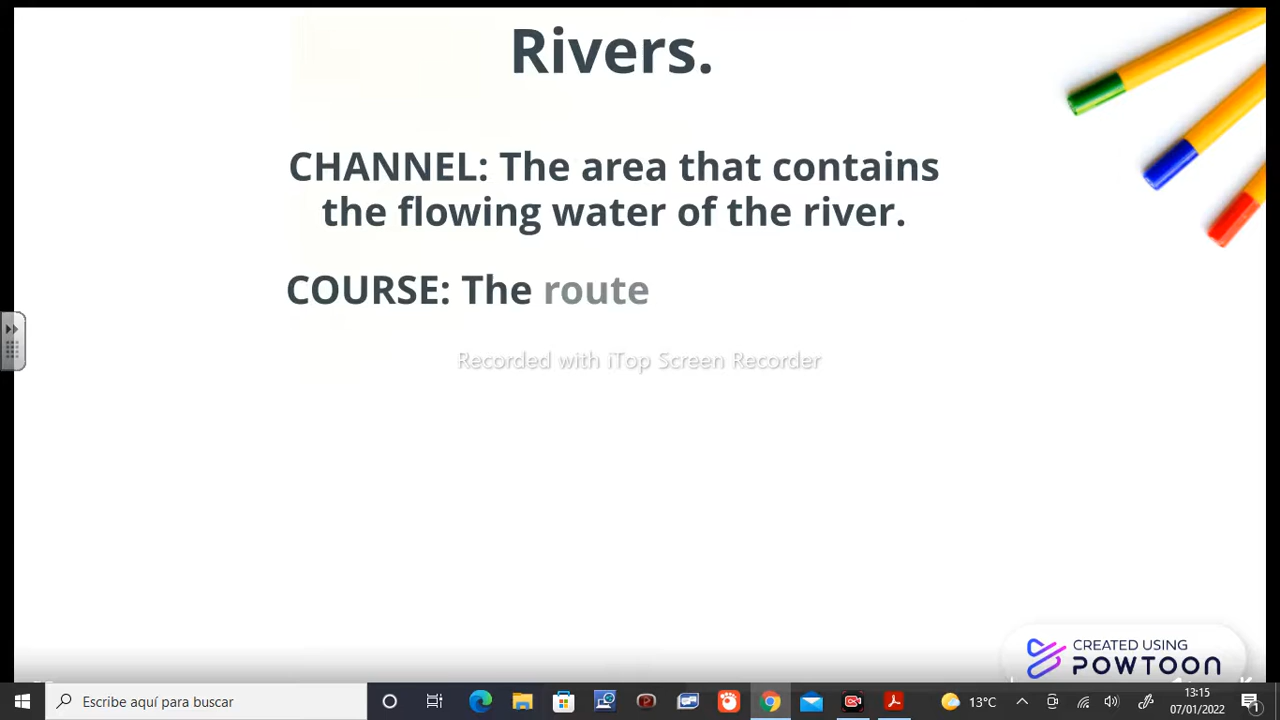 Rivers.
CHANNEL: The area that contains
the flowing water of the river.
COURSE: The route
Recorded with iTop Screen Recorder
CREATED USING
POWTOON
Escribe aquí para buscar
13°C
13:15
07/01/2022